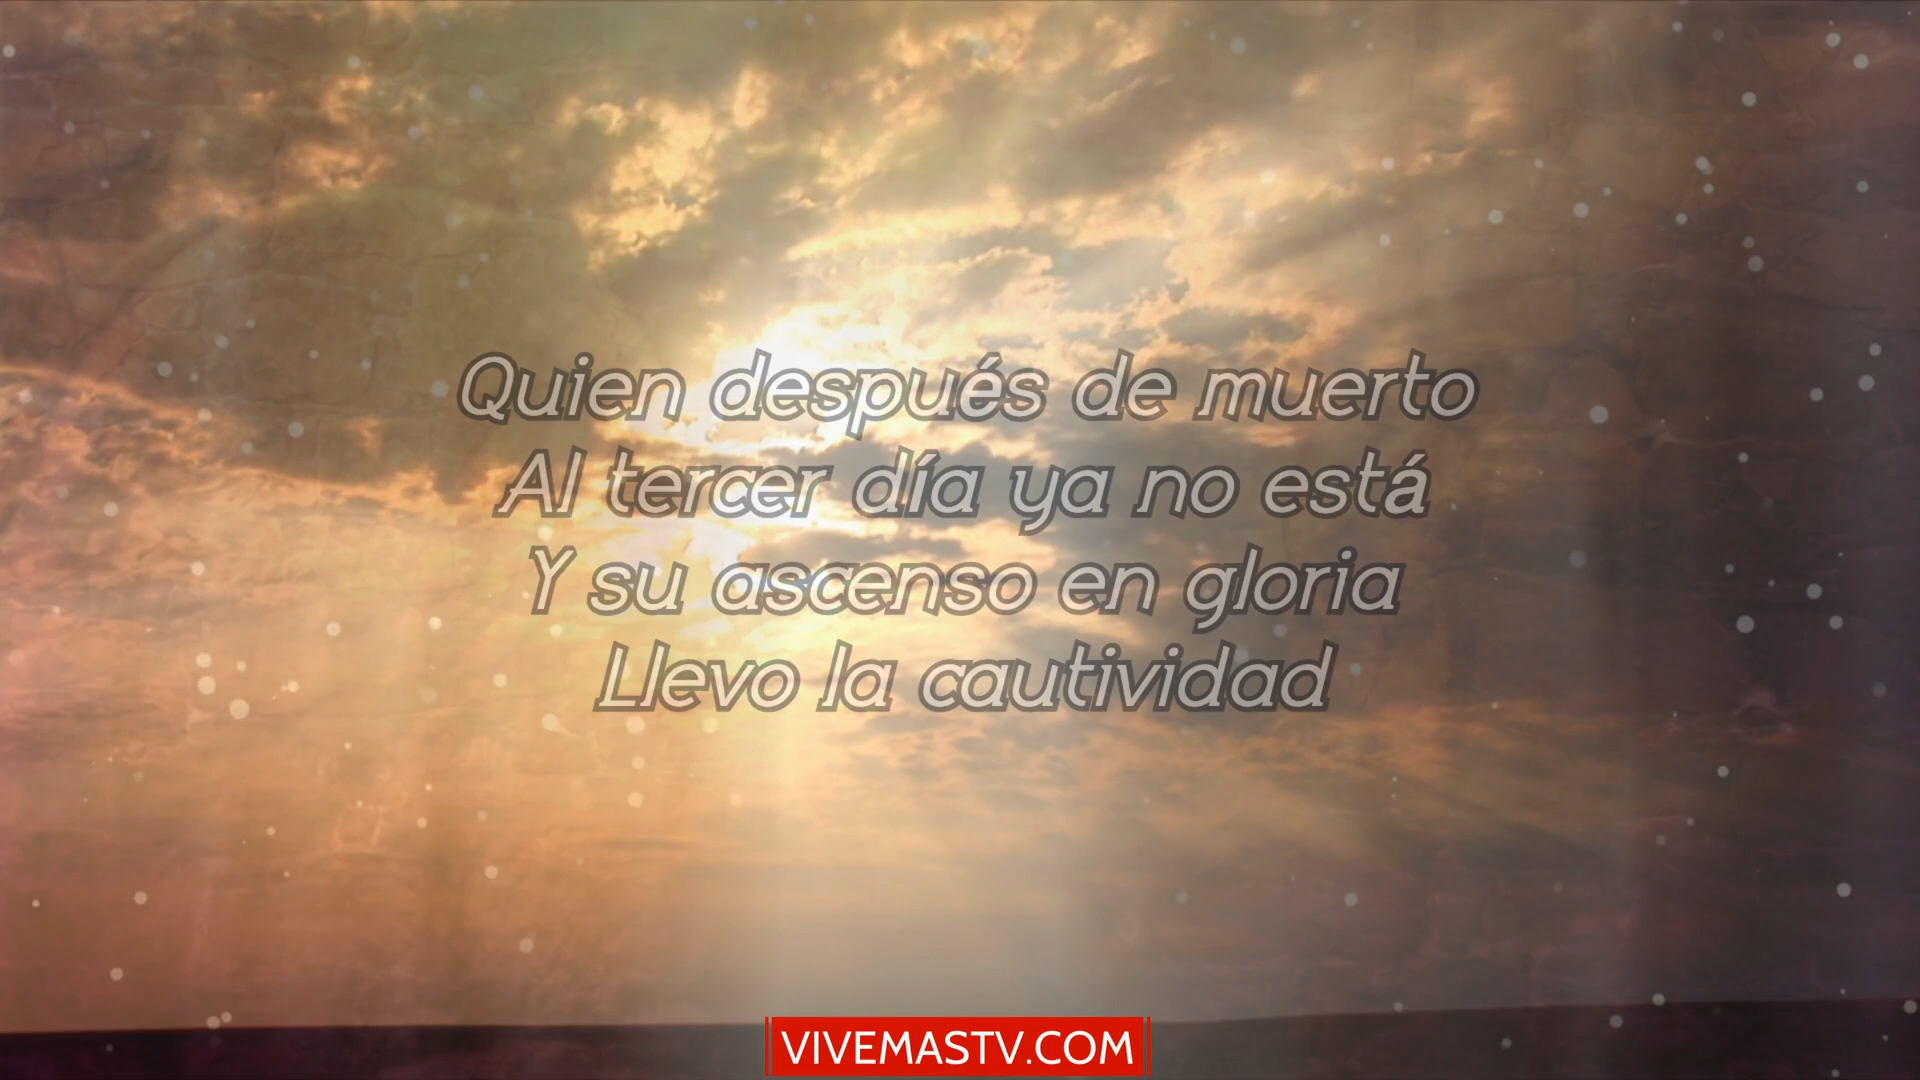 Quien después de muerto
Al tercer día ya no está
Y su ascenso en gloria
Llevo la cautividad
VIVEMASTV.COM